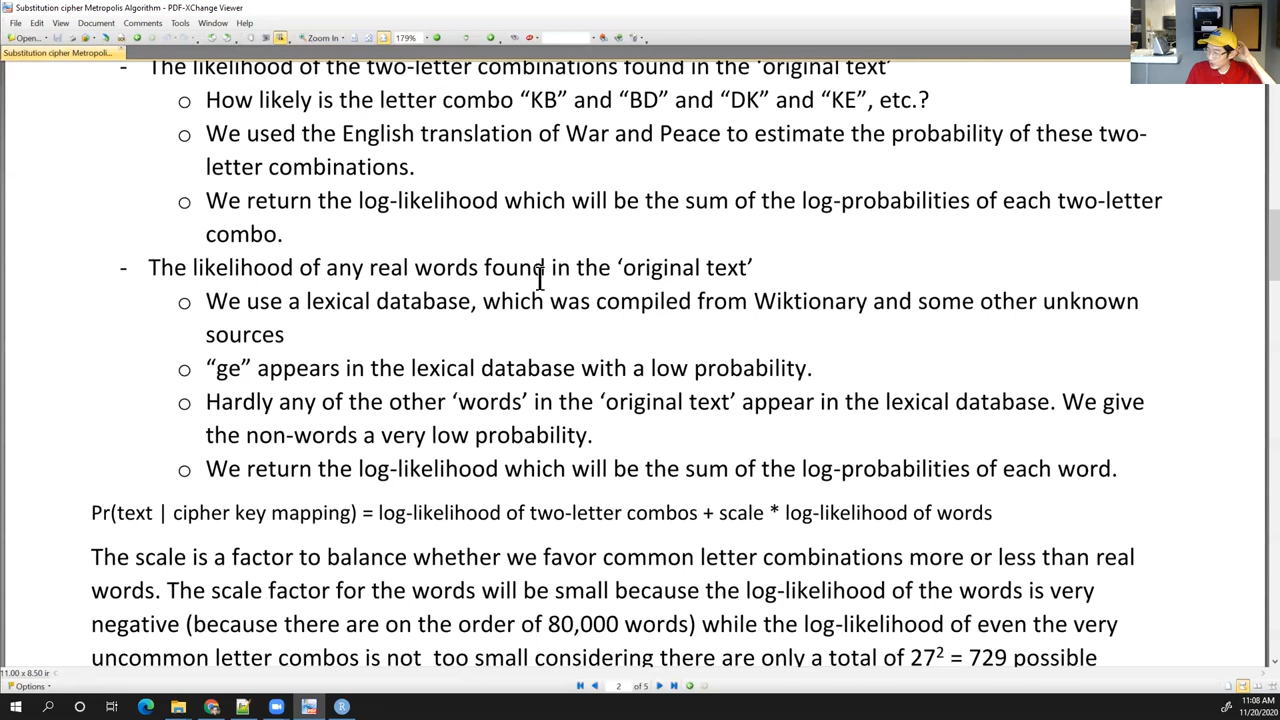 Substitution cipher Metropolis Algorithm - PDF-XChange Viewer
File Edit View Document Comments Tools Window Help
Open... Zoom In 179%
Substitution cipher Metropoli...
- The likelihood of the two-letter combinations found in the ‘original text’
o How likely is the letter combo “KB” and “BD” and “DK” and “KE”, etc.?
o We used the English translation of War and Peace to estimate the probability of these two-
letter combinations.
o We return the log-likelihood which will be the sum of the log-probabilities of each two-letter
combo.
- The likelihood of any real words found in the ‘original text’
o We use a lexical database, which was compiled from Wiktionary and some other unknown
sources
o “ge” appears in the lexical database with a low probability.
o Hardly any of the other ‘words’ in the ‘original text’ appear in the lexical database. We give
the non-words a very low probability.
o We return the log-likelihood which will be the sum of the log-probabilities of each word.
Pr(text | cipher key mapping) = log-likelihood of two-letter combos + scale * log-likelihood of words
The scale is a factor to balance whether we favor common letter combinations more or less than real
words. The scale factor for the words will be small because the log-likelihood of the words is very
negative (because there are on the order of 80,000 words) while the log-likelihood of even the very
uncommon letter combos is not too small considering there are only a total of 27² = 729 possible
11.00 x 8.50 in
Options 2 of 5
11:08 AM
11/20/2020